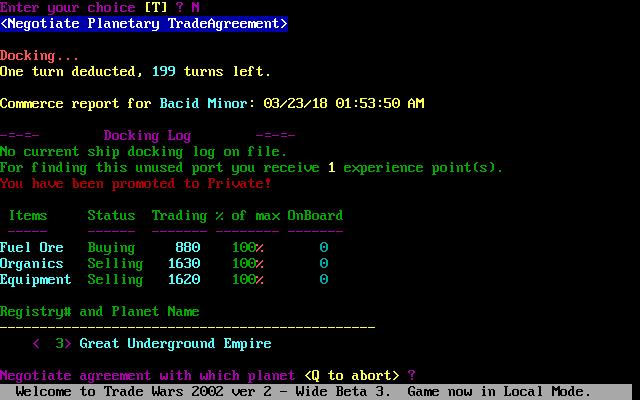 Enter your choice [T] ? N
<Negotiate Planetary TradeAgreement>
Docking...
One turn deducted, 199 turns left.
Commerce report for Bacid Minor: 03/23/18 01:53:50 AM
-=-=-        Docking Log        -=-=-
No current ship docking log on file.
For finding this unused port you receive 1 experience point(s).
You have been promoted to Private!
Items     Status  Trading % of max OnBoard
-----     ------  ------- -------- -------
Fuel Ore   Buying     880    100%       0
Organics   Selling   1630    100%       0
Equipment  Selling   1620    100%       0
Registry# and Planet Name
-----------------------------------------------
<  3> Great Underground Empire
Negotiate agreement with which planet <Q to abort> ?
Welcome to Trade Wars 2002 ver 2 - Wide Beta 3.  Game now in Local Mode.